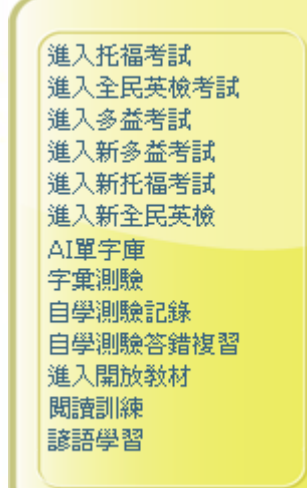 進入托福考試
進入全民英檢考試
進入多益考試
進入新多益考試
進入新托福考試
進入新全民英檢
AI單字庫
字彙測驗
自學測驗記錄
自學測驗答錯複習
進入開放教材
閱讀訓練
諺語學習